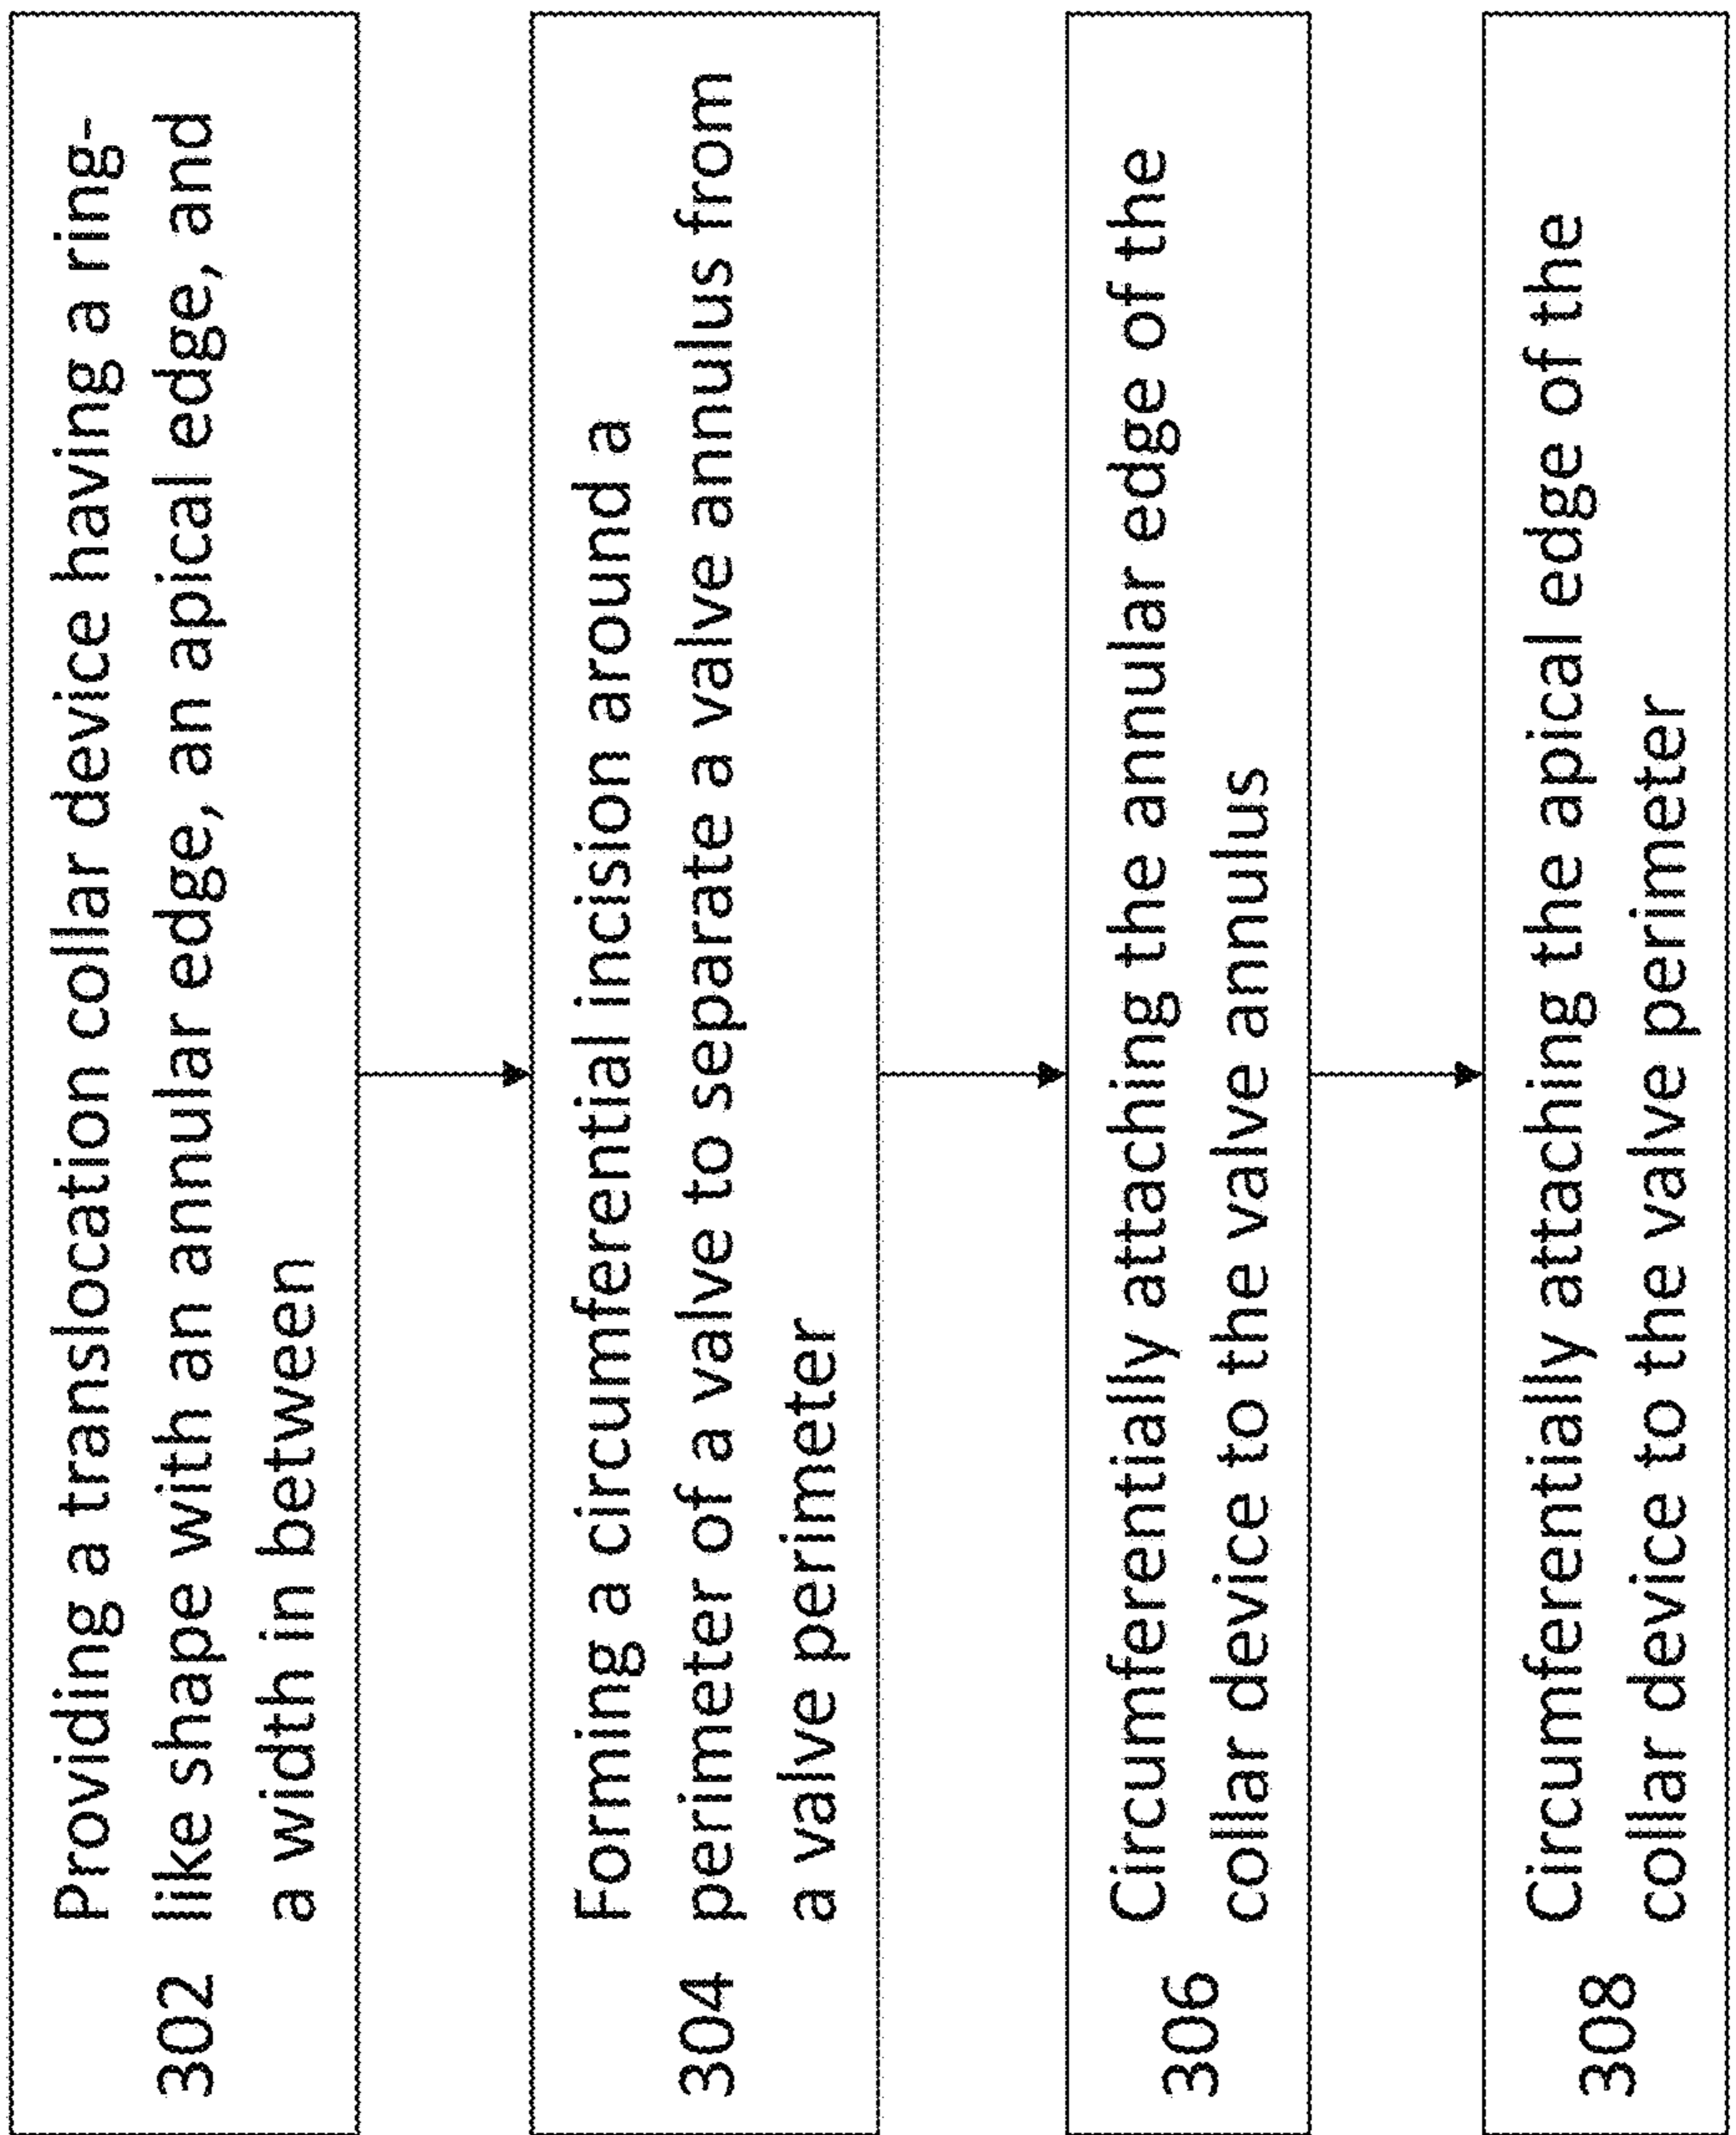 Providing a translocation collar device having a ring-
302 like shape with an annular edge, an apical edge, and
a width in between
Forming a circumferential incision around a
304 perimeter of a valve to separate a valve annulus from
a valve perimeter
306 Circumferentially attaching the annular edge of the
collar device to the valve annulus
308 Circumferentially attaching the apical edge of the
collar device to the valve perimeter